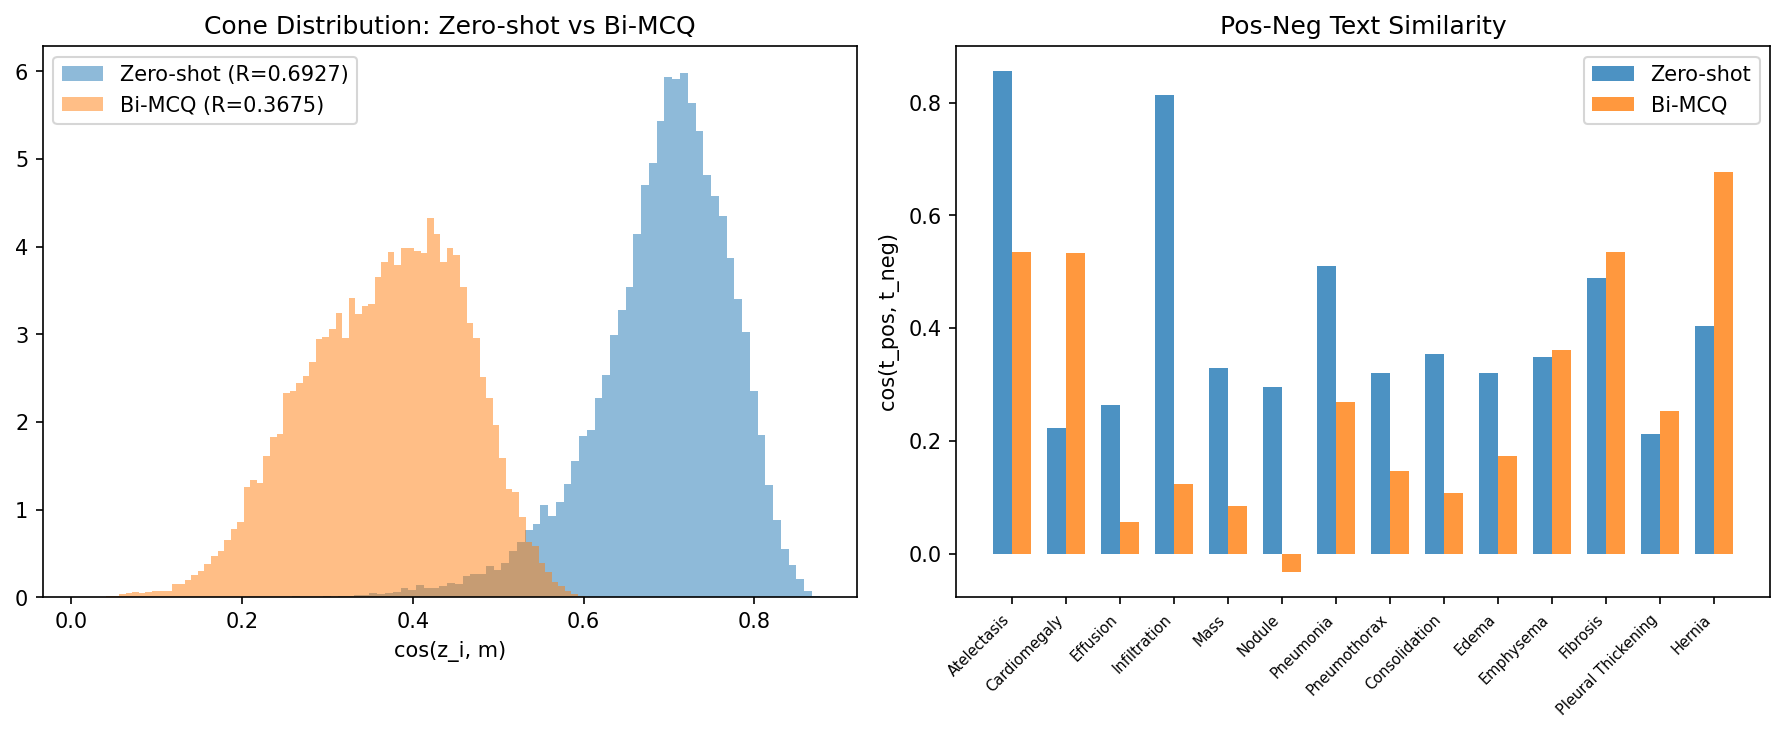 Cone Distribution: Zero-shot vs Bi-MCQ
Zero-shot (R=0.6927)
Bi-MCQ (R=0.3675)
6
5
4
3
2
1
0
0.0 0.2 0.4 0.6 0.8
cos(z_i, m)
Pos-Neg Text Similarity
Zero-shot
Bi-MCQ
cos(t_pos, t_neg)
0.8
0.6
0.4
0.2
0.0
Atelectasis
Cardiomegaly
Effusion
Infiltration
Mass
Nodule
Pneumonia
Pneumothorax
Consolidation
Edema
Emphysema
Fibrosis
Pleural Thickening
Hernia